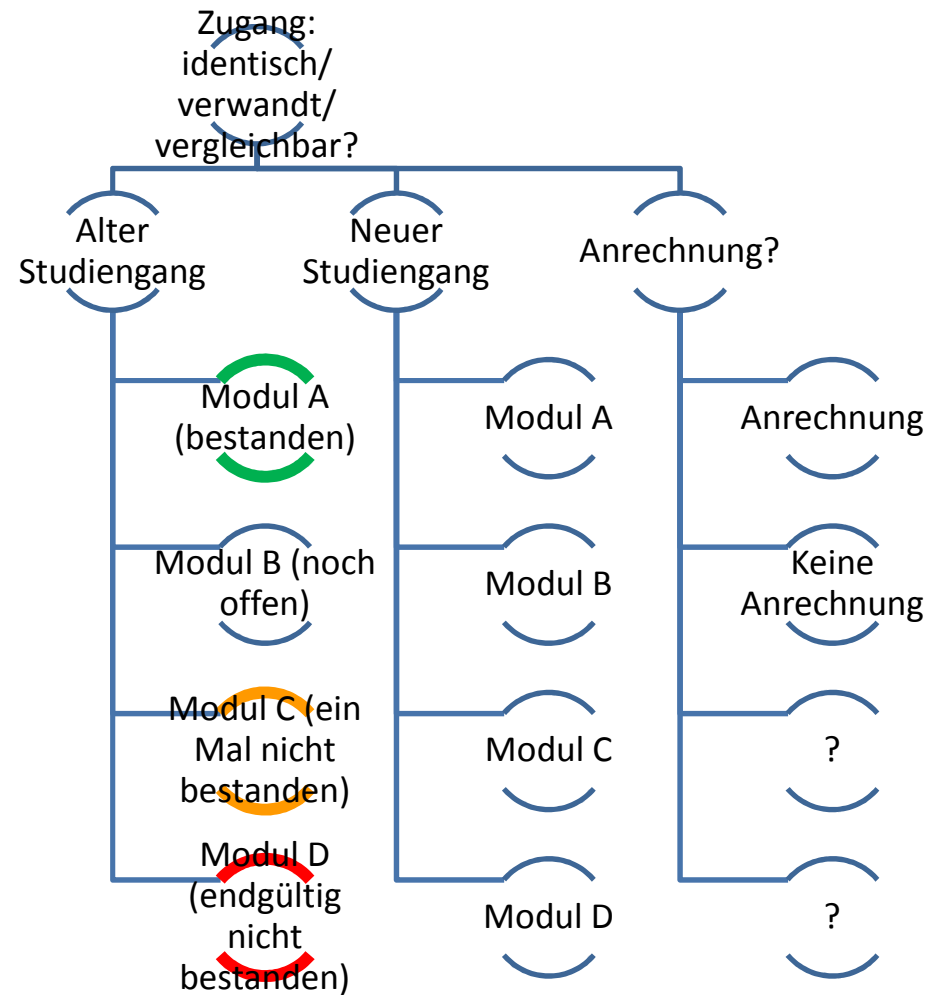 Zugang:
identisch/
verwandt/
vergleichbar?
Alter
Studiengang
Neuer
Studiengang
Anrechnung?
Modul A
(bestanden)
Modul A
Anrechnung
Modul B (noch
offen)
Modul B
Keine
Anrechnung
Modul C (ein
Mal nicht
bestanden)
Modul C
?
Modul D
(endgültig
nicht
bestanden)
Modul D
?